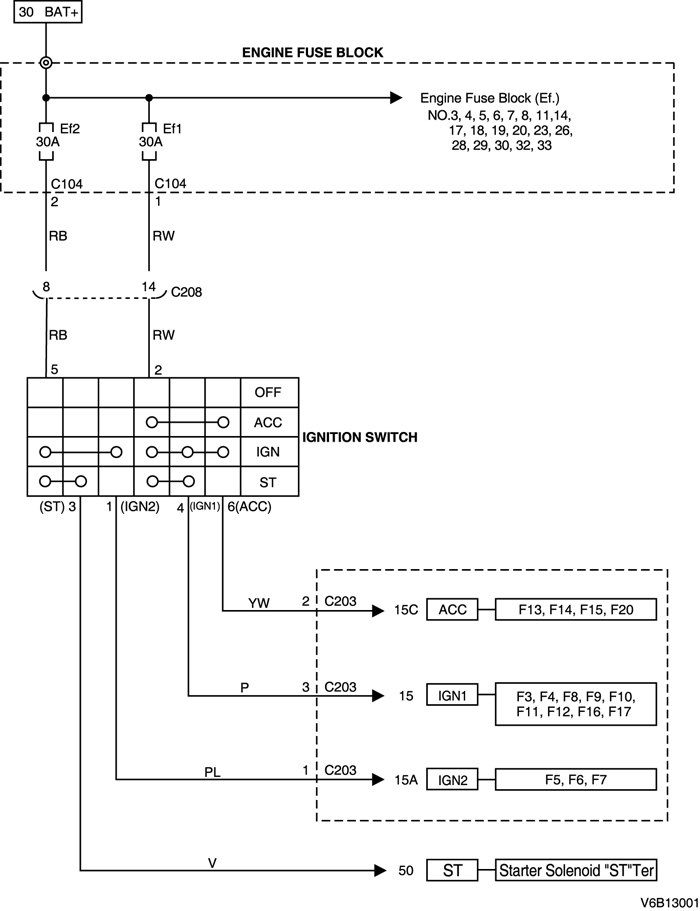 30 BAT+
ENGINE FUSE BLOCK
Engine Fuse Block (Ef.)
NO.3, 4, 5, 6, 7, 8, 11,14,
17, 18, 19, 20, 23, 26,
28, 29, 30, 32, 33
Ef2
30A
Ef1
30A
C104
C104
2
1
RB
RW
8
14
C208
RB
RW
5
2
OFF
ACC
IGN
ST
IGNITION SWITCH
(ST) 3
1 (IGN2)
4 (IGN1)
6(ACC)
YW
2
C203
15C
ACC
F13, F14, F15, F20
P
3
C203
15
IGN1
F3, F4, F8, F9, F10,
F11, F12, F16, F17
PL
1
C203
15A
IGN2
F5, F6, F7
V
50
ST
Starter Solenoid "ST"Ter
V6B13001